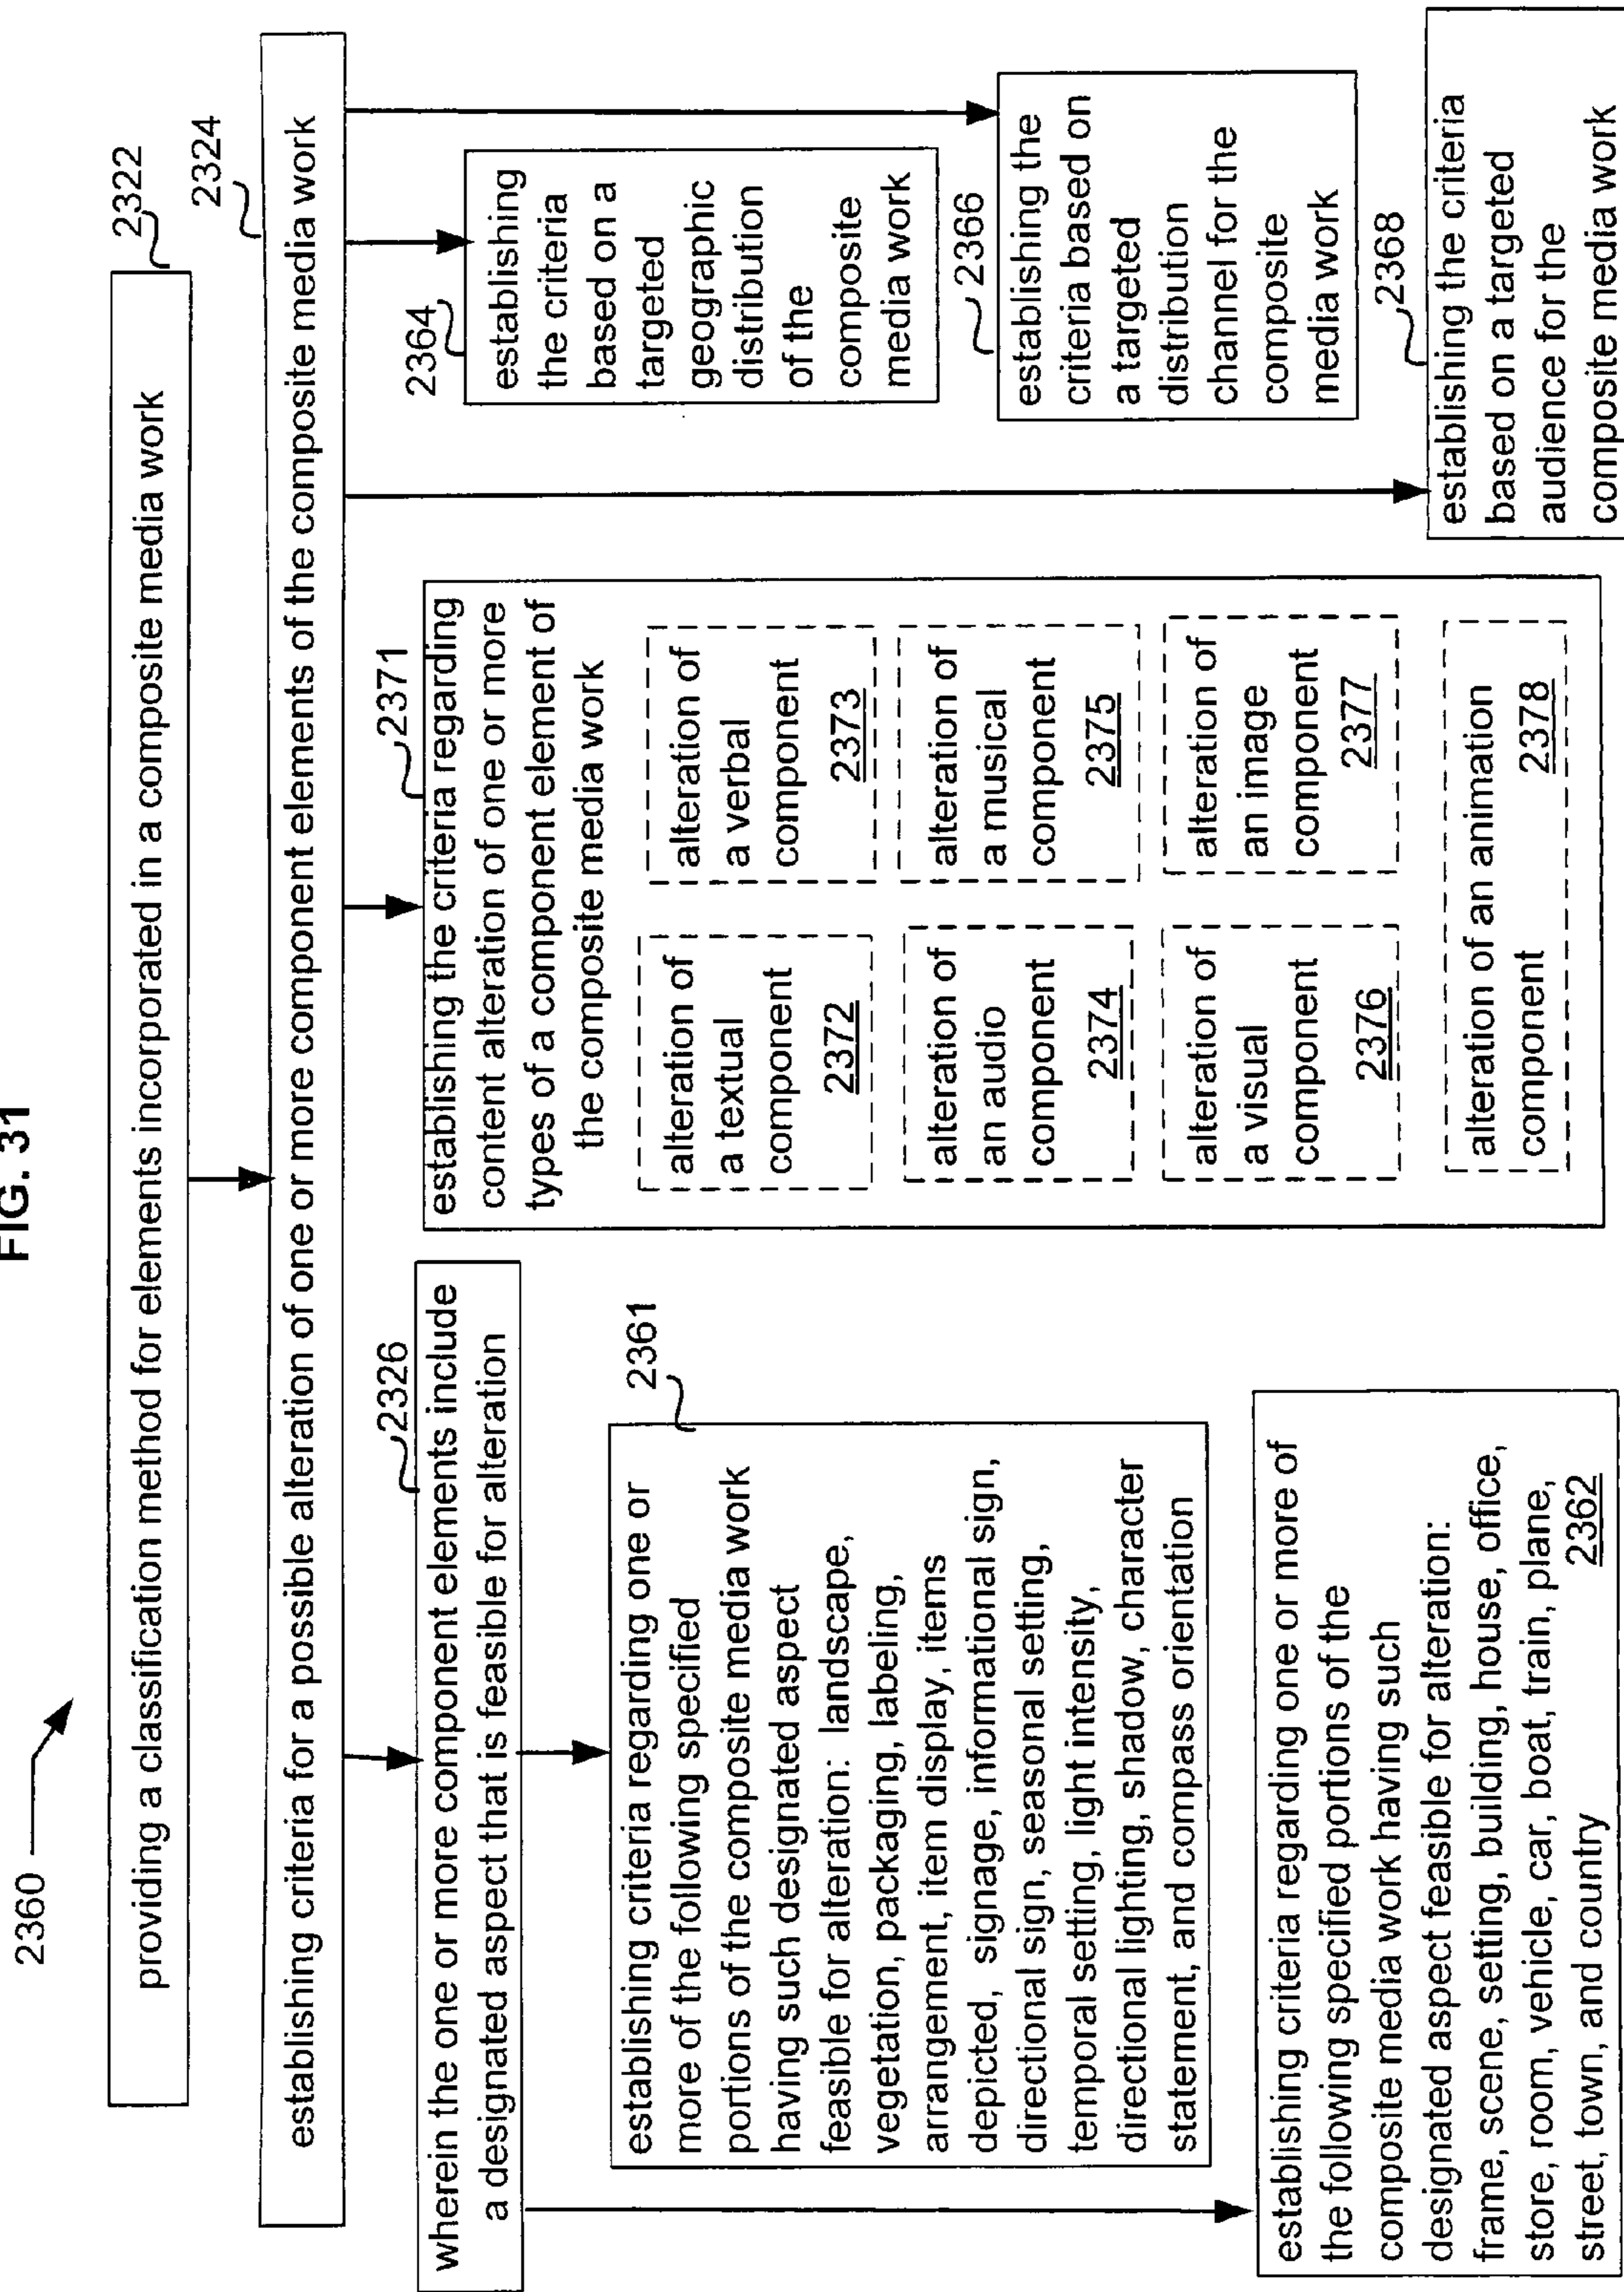 FIG. 31
2360
2322
providing a classification method for elements incorporated in a composite media work
2324
establishing criteria for a possible alteration of one or more component elements of the composite media work
2326
wherein the one or more component elements include
a designated aspect that is feasible for alteration
2361
establishing criteria regarding one or
more of the following specified
portions of the composite media work
having such designated aspect
feasible for alteration: landscape,
vegetation, packaging, labeling,
arrangement, item display, items
depicted, signage, informational sign,
directional sign, seasonal setting,
temporal setting, light intensity,
directional lighting, shadow, character
statement, and compass orientation
establishing criteria regarding one or more of
the following specified portions of the
composite media work having such
designated aspect feasible for alteration:
frame, scene, setting, building, house, office,
store, room, vehicle, car, boat, train, plane,
street, town, and country 2362
2371
establishing the criteria regarding
content alteration of one or more
types of a component element of
the composite media work
alteration of
a textual
component
2372
alteration of
a verbal
component
2373
alteration of
an audio
component
2374
alteration of
a musical
component
2375
alteration of
a visual
component
2376
alteration of
an image
component
2377
alteration of an animation
component 2378
2364
establishing
the criteria
based on a
targeted
geographic
distribution
of the
composite
media work
2366
establishing the
criteria based on
a targeted
distribution
channel for the
composite
media work
2368
establishing the criteria
based on a targeted
audience for the
composite media work